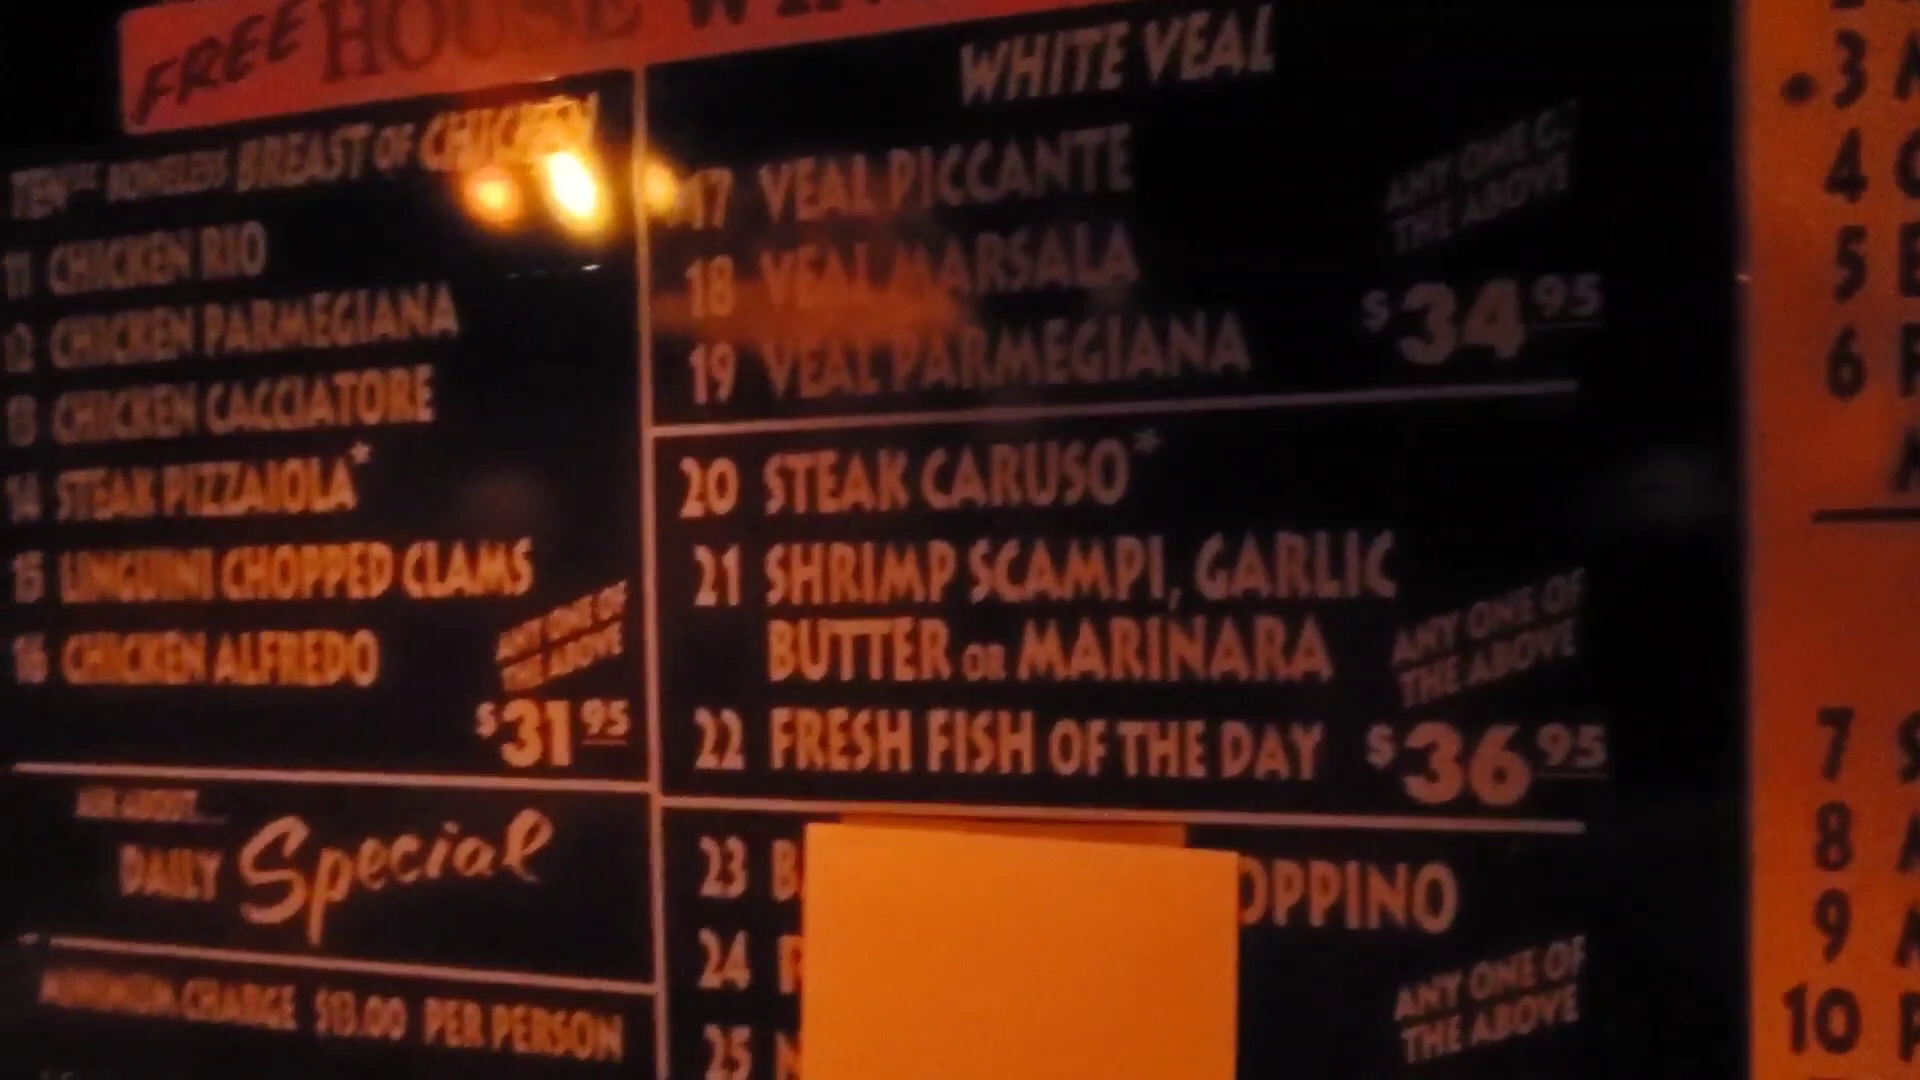 FREE HOUSE
BREAST OF CHICKEN
11 CHICKEN RIO
12 CHICKEN PARMEGIANA
13 CHICKEN CACCIATORE
14 STEAK PIZZAIOLA*
15 LINGUINI CHOPPED CLAMS
16 CHICKEN ALFREDO
ANY ONE OF
THE ABOVE
$31.95
ASK ABOUT...
DAILY Special
MINIMUM CHARGE $13.00 PER PERSON
WHITE VEAL
17 VEAL PICCANTE
18 VEAL MARSALA
19 VEAL PARMEGIANA
ANY ONE
THE ABOVE
$34.95
20 STEAK CARUSO*
21 SHRIMP SCAMPI, GARLIC
BUTTER OR MARINARA
22 FRESH FISH OF THE DAY
ANY ONE OF
THE ABOVE
$36.95
23
24
25
ANY ONE OF
THE ABOVE
3
4
5
6
7
8
9
10